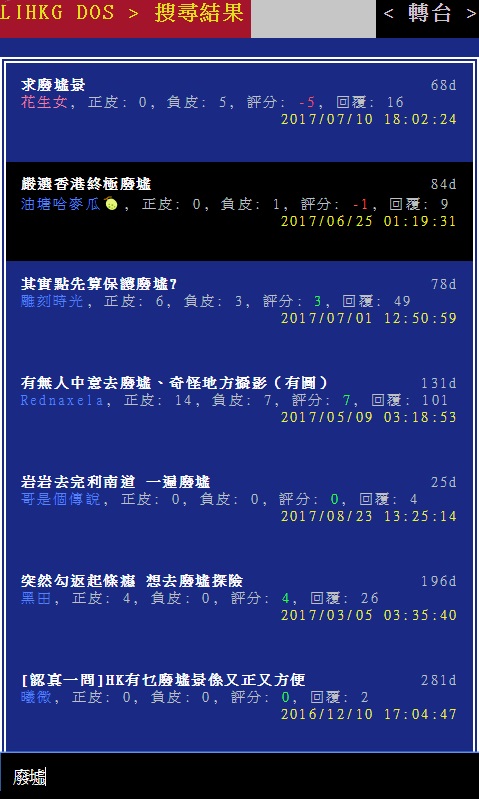 LIHKG DOS > 搜尋結果
< 轉台 >
求廢墟景 68d
花生女, 正皮: 0, 負皮: 5, 評分: -5, 回覆: 16
2017/07/10 18:02:24
嚴選香港終極廢墟 84d
油塘哈麥瓜🍈, 正皮: 0, 負皮: 1, 評分: -1, 回覆: 9
2017/06/25 01:19:31
其實點先算保護廢墟? 78d
雕刻時光, 正皮: 6, 負皮: 3, 評分: 3, 回覆: 49
2017/07/01 12:50:59
有無人中意去廢墟、奇怪地方攝影（有圖） 131d
Rednaxela, 正皮: 14, 負皮: 7, 評分: 7, 回覆: 101
2017/05/09 03:18:53
岩岩去完利南道 一遍廢墟 25d
哥是個傳說, 正皮: 0, 負皮: 0, 評分: 0, 回覆: 4
2017/08/23 13:25:14
突然勾返起條癮 想去廢墟探險 196d
黑田, 正皮: 4, 負皮: 0, 評分: 4, 回覆: 26
2017/03/05 03:35:40
[認真一問]HK有乜廢墟景係又正又方便 281d
曦微, 正皮: 0, 負皮: 0, 評分: 0, 回覆: 2
2016/12/10 17:04:47
廢墟